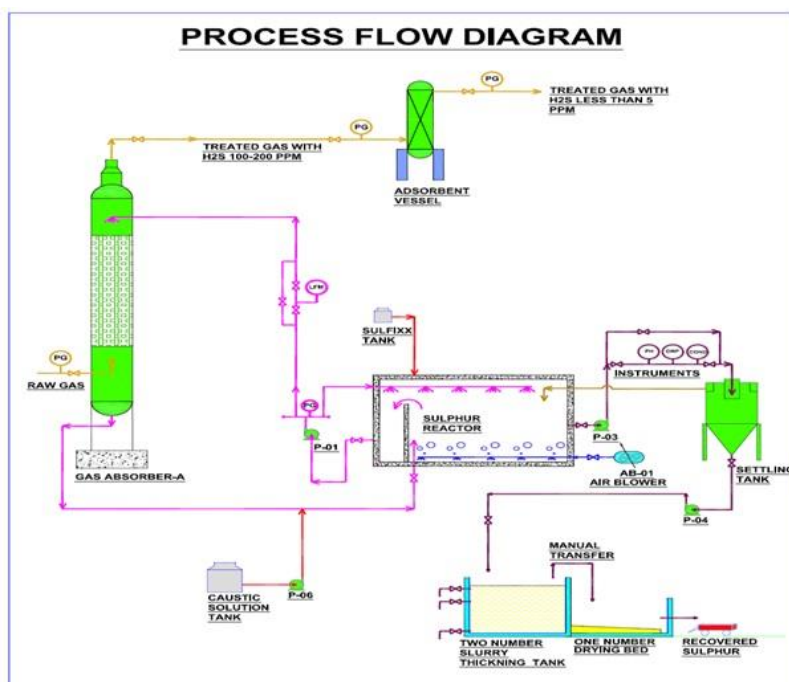 PROCESS FLOW DIAGRAM
PG
TREATED GAS WITH
H2S LESS THAN 5
PPM
PG
TREATED GAS WITH
H2S 100-200 PPM
ADSORBENT
VESSEL
LFM
SULFIXX
TANK
PG
RAW GAS
PH
ORP
COND
INSTRUMENTS
PG
SULPHUR
REACTOR
P-01
P-03
GAS ABSORBER-A
AB-01
AIR BLOWER
SETTLING
TANK
P-04
MANUAL
TRANSFER
CAUSTIC
SOLUTION
TANK
P-06
TWO NUMBER
SLURRY
THICKNING TANK
ONE NUMBER
DRYING BED
RECOVERED
SULPHUR